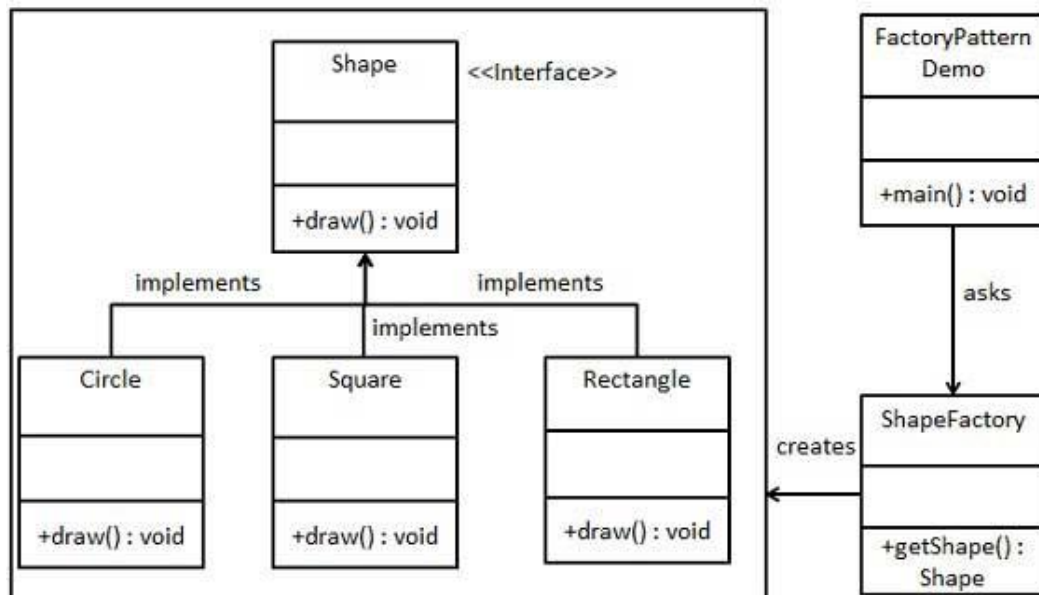 Shape
<<Interface>>
+draw() : void
implements
implements
implements
Circle
+draw() : void
Square
+draw() : void
Rectangle
+draw() : void
FactoryPattern
Demo
+main() : void
asks
ShapeFactory
+getShape() :
Shape
creates